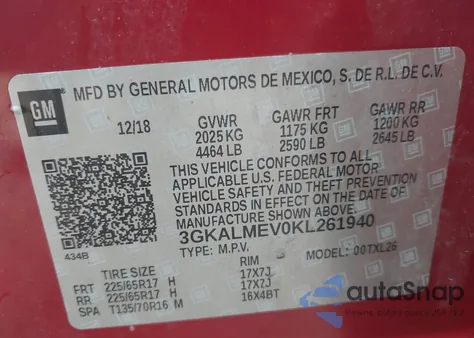 MFD BY GENERAL MOTORS DE MEXICO, S. DE R.L. DE C.V.
GM
12/18 GVWR GAWR FRT GAWR RR
2025 KG 1175 KG 1200 KG
4464 LB 2590 LB 2645 LB
THIS VEHICLE CONFORMS TO ALL
APPLICABLE U.S. FEDERAL MOTOR
VEHICLE SAFETY AND THEFT PREVENTION
STANDARDS IN EFFECT ON THE DATE OF
MANUFACTURE SHOWN ABOVE.
3GKALMEV0KL261940
434B
TYPE: M.P.V. MODEL: 00TXL26
TIRE SIZE RIM
FRT 225/65R17 H 17X7J
RR 225/65R17 H 17X7J
SPA T135/70R16 M 16X4BT
autoSnap